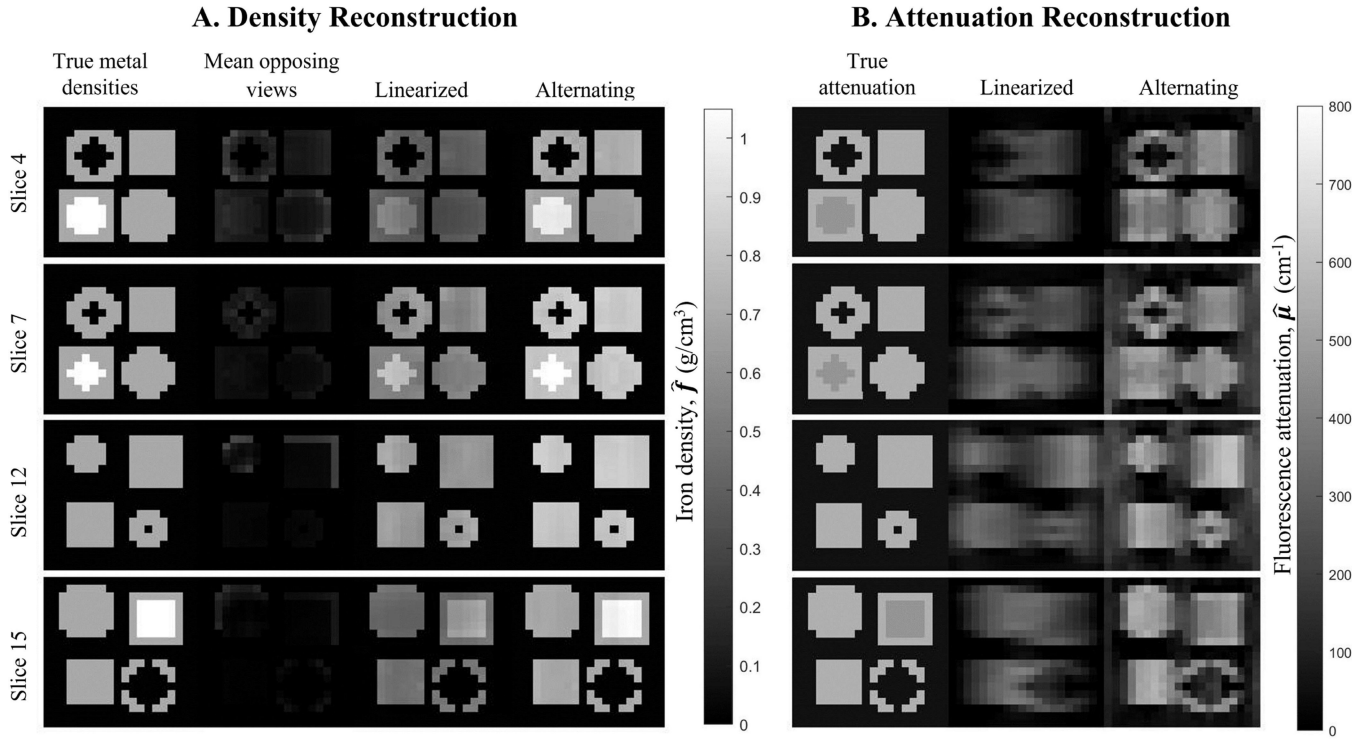 A. Density Reconstruction
B. Attenuation Reconstruction
True metal
densities
Mean opposing
views
Linearized
Alternating
True
attenuation
Linearized
Alternating
Slice 4
Slice 7
Slice 12
Slice 15
1
0.9
0.8
0.7
0.6
0.5
0.4
0.3
0.2
0.1
0
Iron density, f̂ (g/cm³)
800
700
600
500
400
300
200
100
0
Fluorescence attenuation, μ̂ (cm⁻¹)